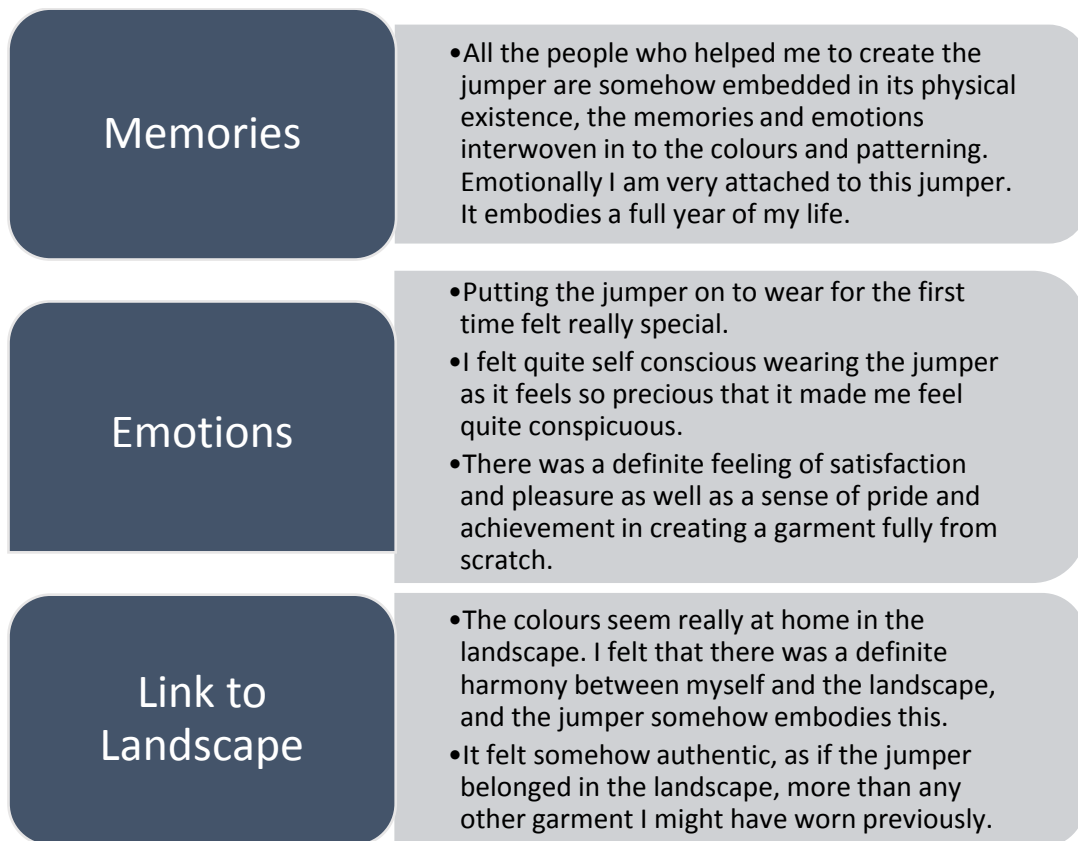 Memories
•All the people who helped me to create the
jumper are somehow embedded in its physical
existence, the memories and emotions
interwoven in to the colours and patterning.
Emotionally I am very attached to this jumper.
It embodies a full year of my life.
Emotions
•Putting the jumper on to wear for the first
time felt really special.
•I felt quite self conscious wearing the jumper
as it feels so precious that it made me feel
quite conspicuous.
•There was a definite feeling of satisfaction
and pleasure as well as a sense of pride and
achievement in creating a garment fully from
scratch.
Link to
Landscape
•The colours seem really at home in the
landscape. I felt that there was a definite
harmony between myself and the landscape,
and the jumper somehow embodies this.
•It felt somehow authentic, as if the jumper
belonged in the landscape, more than any
other garment I might have worn previously.